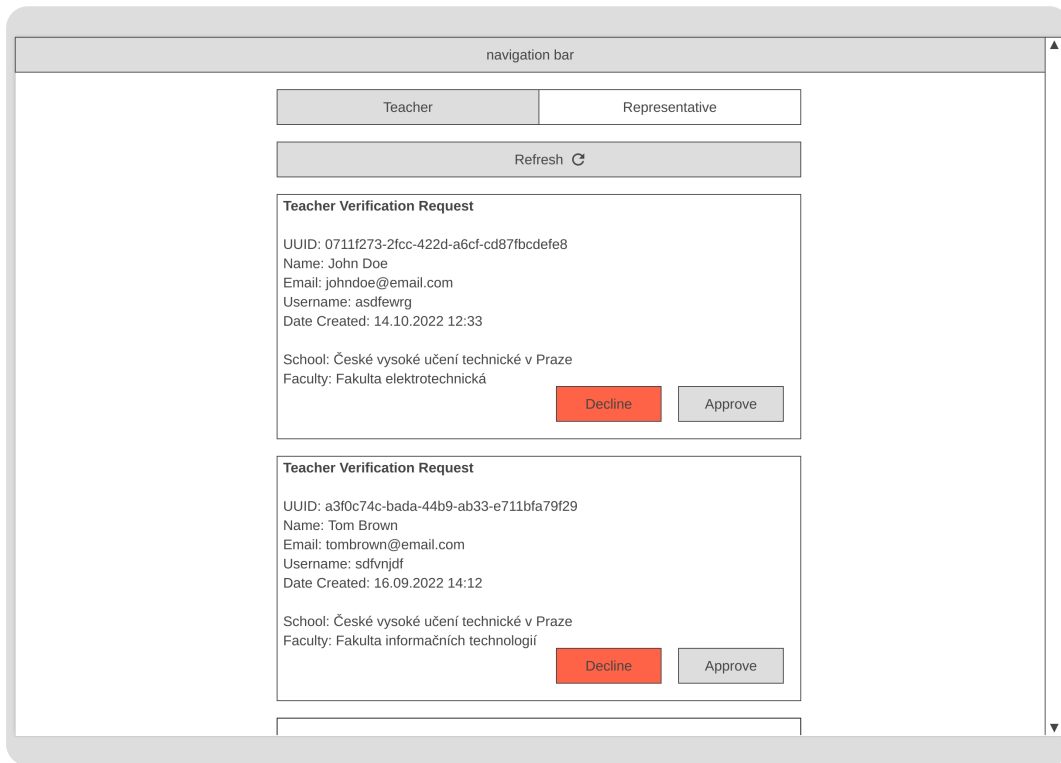 navigation bar
Teacher
Representative
Refresh
Teacher Verification Request
UUID: 0711f273-2fcc-422d-a6cf-cd87fbcdefe8
Name: John Doe
Email: johndoe@email.com
Username: asdfewrg
Date Created: 14.10.2022 12:33
School: České vysoké učení technické v Praze
Faculty: Fakulta elektrotechnická
Decline
Approve
Teacher Verification Request
UUID: a3f0c74c-bada-44b9-ab33-e711bfa79f29
Name: Tom Brown
Email: tombrown@email.com
Username: sdfvnjdf
Date Created: 16.09.2022 14:12
School: České vysoké učení technické v Praze
Faculty: Fakulta informačních technologií
Decline
Approve